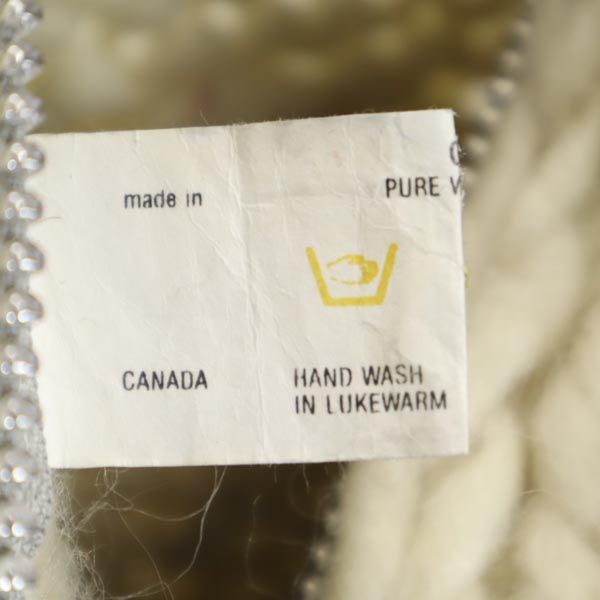 made in
PURE
CANADA
HAND WASH
IN LUKEWARM